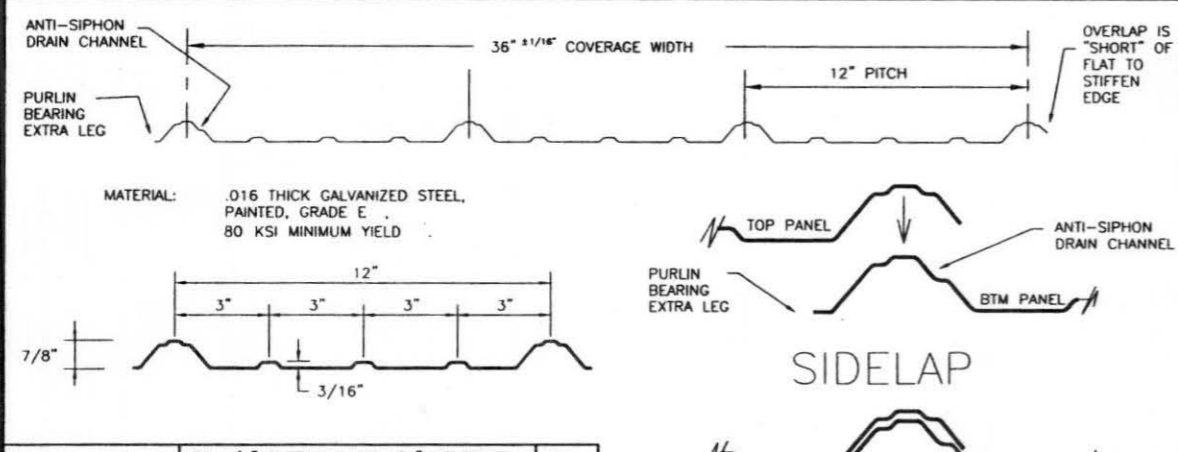 ANTI-SIPHON
DRAIN CHANNEL
36" ±1/16" COVERAGE WIDTH
OVERLAP IS
"SHORT" OF
FLAT TO
STIFFEN
EDGE
12" PITCH
PURLIN
BEARING
EXTRA LEG
MATERIAL: .016 THICK GALVANIZED STEEL,
PAINTED, GRADE E ,
80 KSI MINIMUM YIELD .
TOP PANEL
ANTI-SIPHON
DRAIN CHANNEL
PURLIN
BEARING
EXTRA LEG
BTM PANEL
12"
3" 3" 3" 3"
7/8"
3/16"
SIDELAP